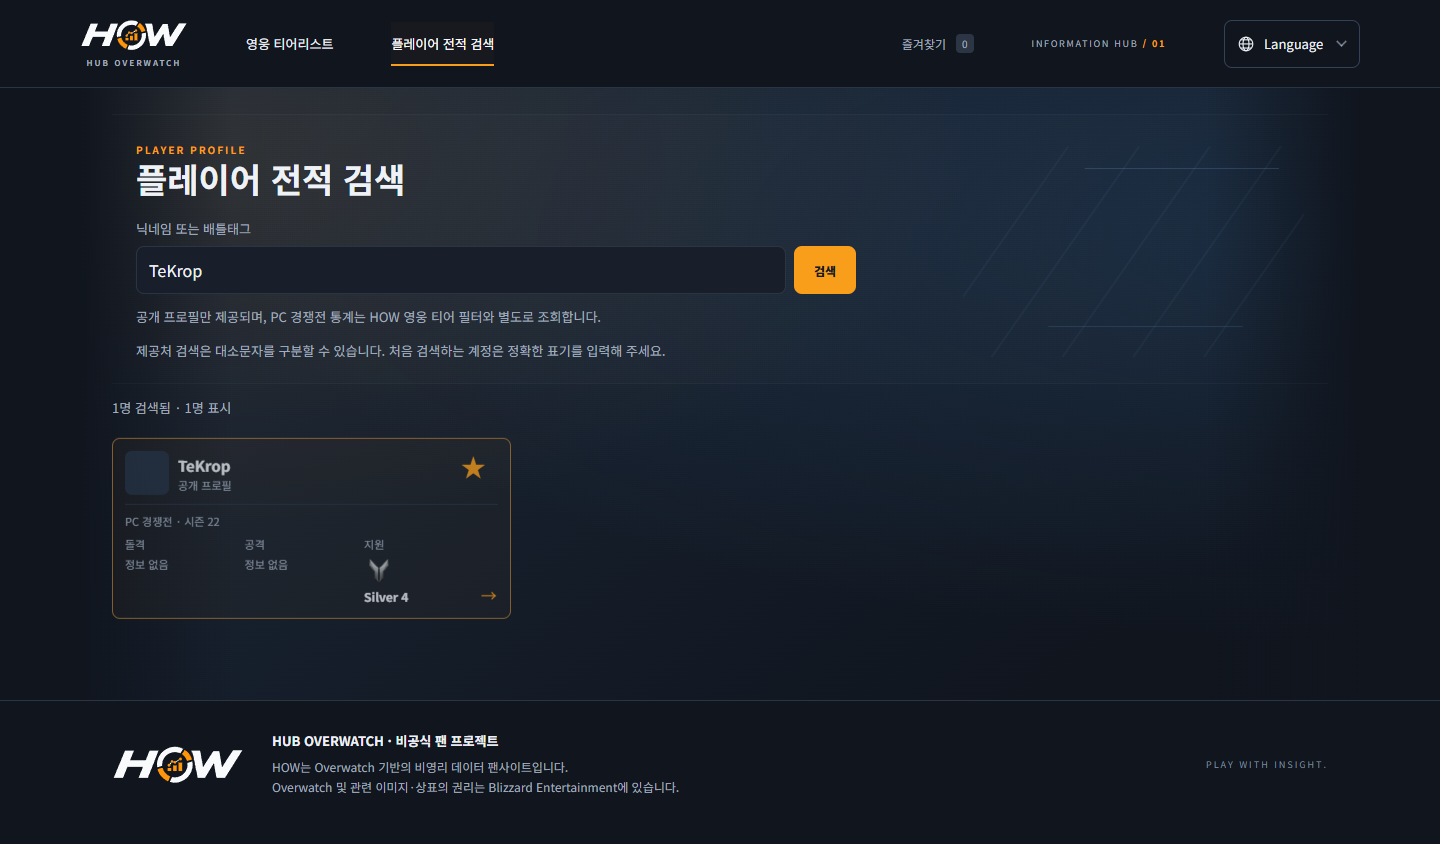 HOW
HUB OVERWATCH
영웅 티어리스트
플레이어 전적 검색
즐겨찾기 0
INFORMATION HUB / 01
Language
PLAYER PROFILE
플레이어 전적 검색
닉네임 또는 배틀태그
TeKrop
검색
공개 프로필만 제공되며, PC 경쟁전 통계는 HOW 영웅 티어 필터와 별도로 조회합니다.
제공처 검색은 대소문자를 구분할 수 있습니다. 처음 검색하는 계정은 정확한 표기를 입력해 주세요.
1명 검색됨 · 1명 표시
TeKrop
공개 프로필
PC 경쟁전 · 시즌 22
돌격 공격 지원
정보 없음 정보 없음
Silver 4
HOW
HUB OVERWATCH · 비공식 팬 프로젝트
HOW는 Overwatch 기반의 비영리 데이터 팬사이트입니다.
Overwatch 및 관련 이미지·상표의 권리는 Blizzard Entertainment에 있습니다.
PLAY WITH INSIGHT.